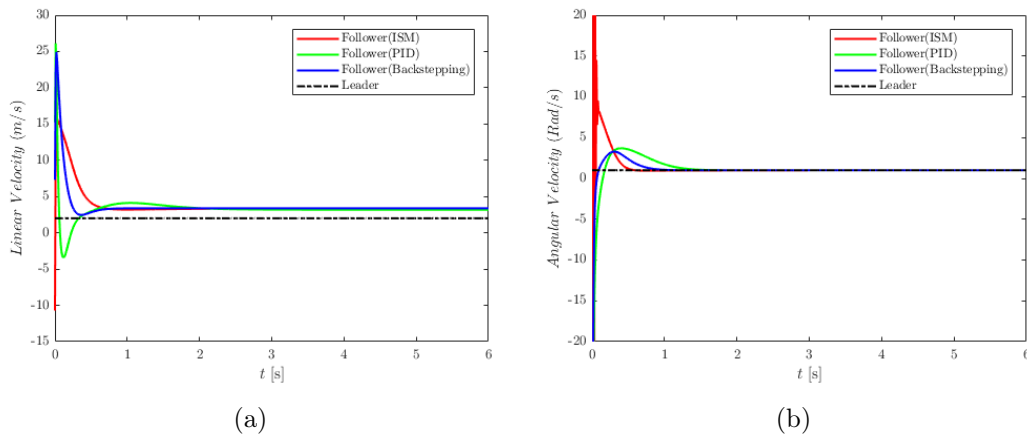 30
25
20
15
10
5
0
-5
-10
-15
Linear Velocity (m/s)
0 1 2 3 4 5 6
t [s]
Follower(ISM)
Follower(PID)
Follower(Backstepping)
Leader
(a)
20
15
10
5
0
-5
-10
-15
-20
Angular Velocity (Rad/s)
0 1 2 3 4 5 6
t [s]
Follower(ISM)
Follower(PID)
Follower(Backstepping)
Leader
(b)